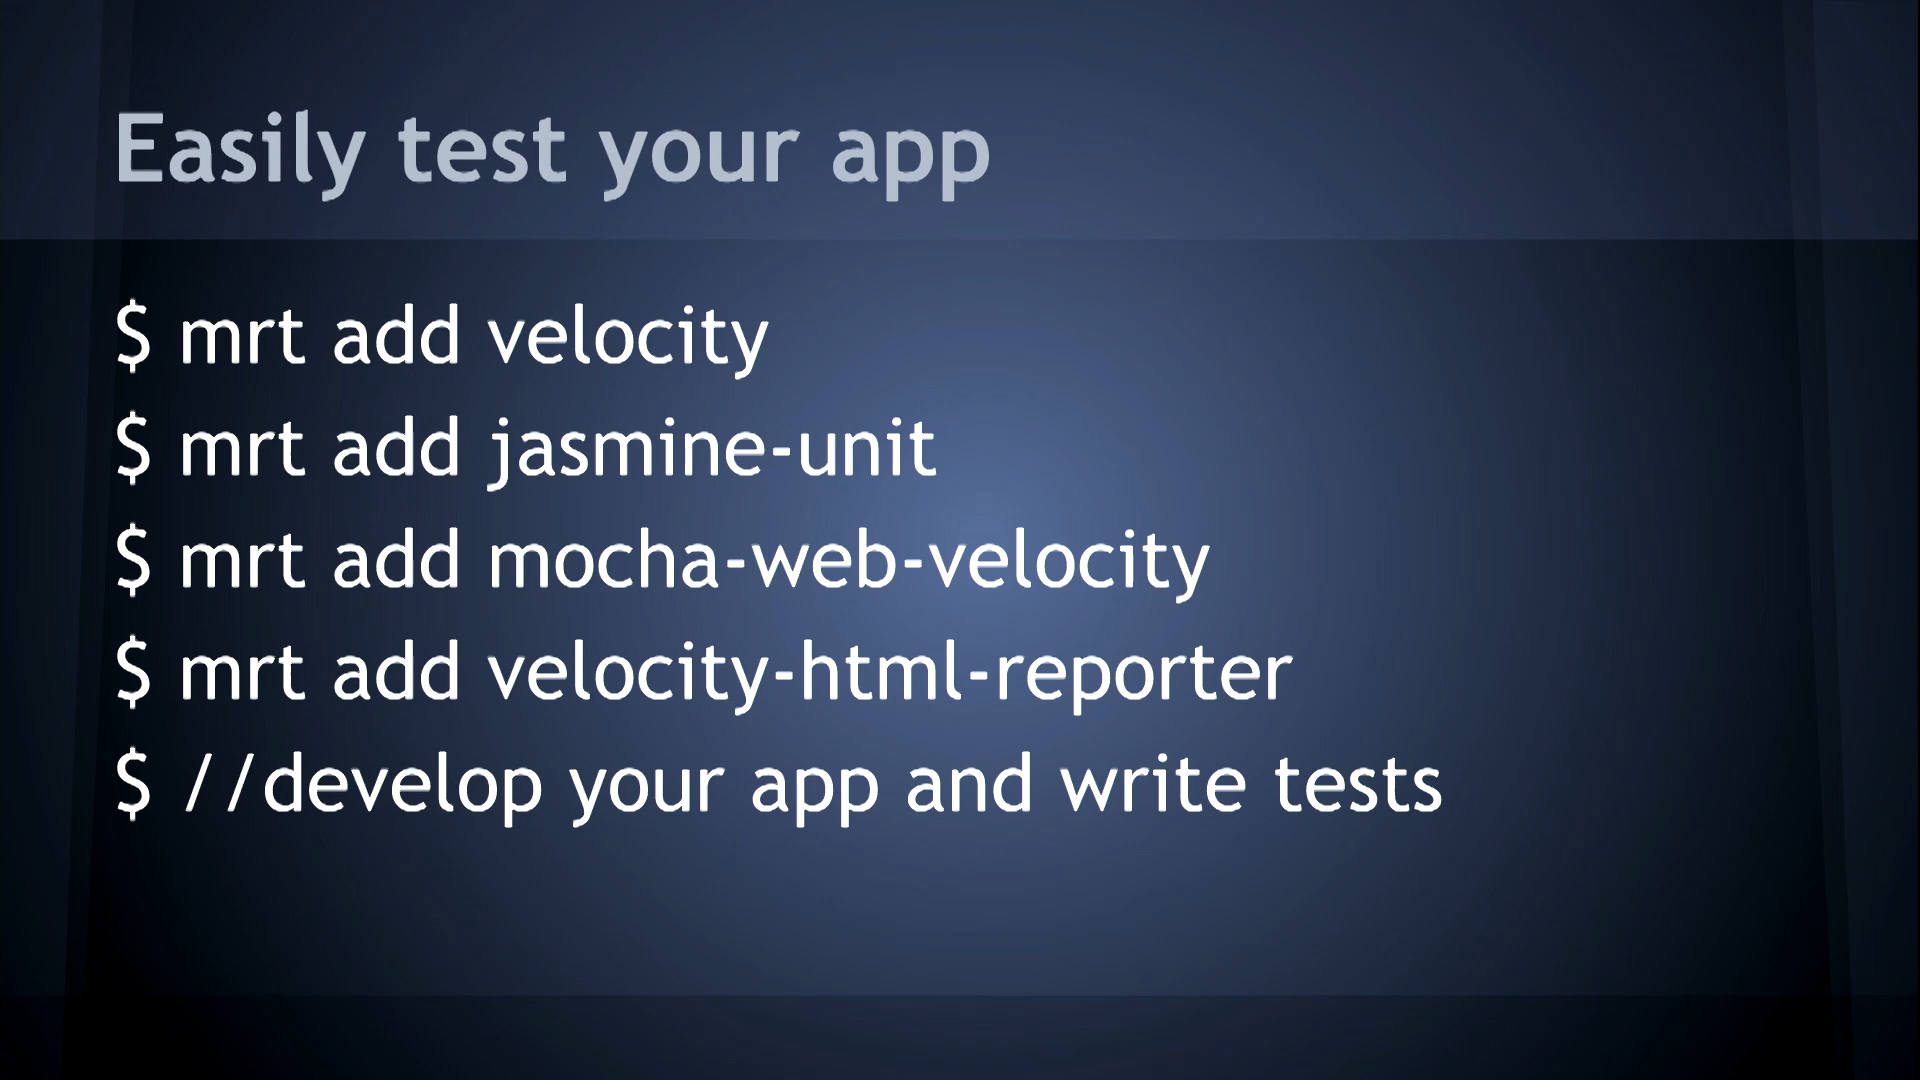 Easily test your app
$ mrt add velocity
$ mrt add jasmine-unit
$ mrt add mocha-web-velocity
$ mrt add velocity-html-reporter
$ //develop your app and write tests